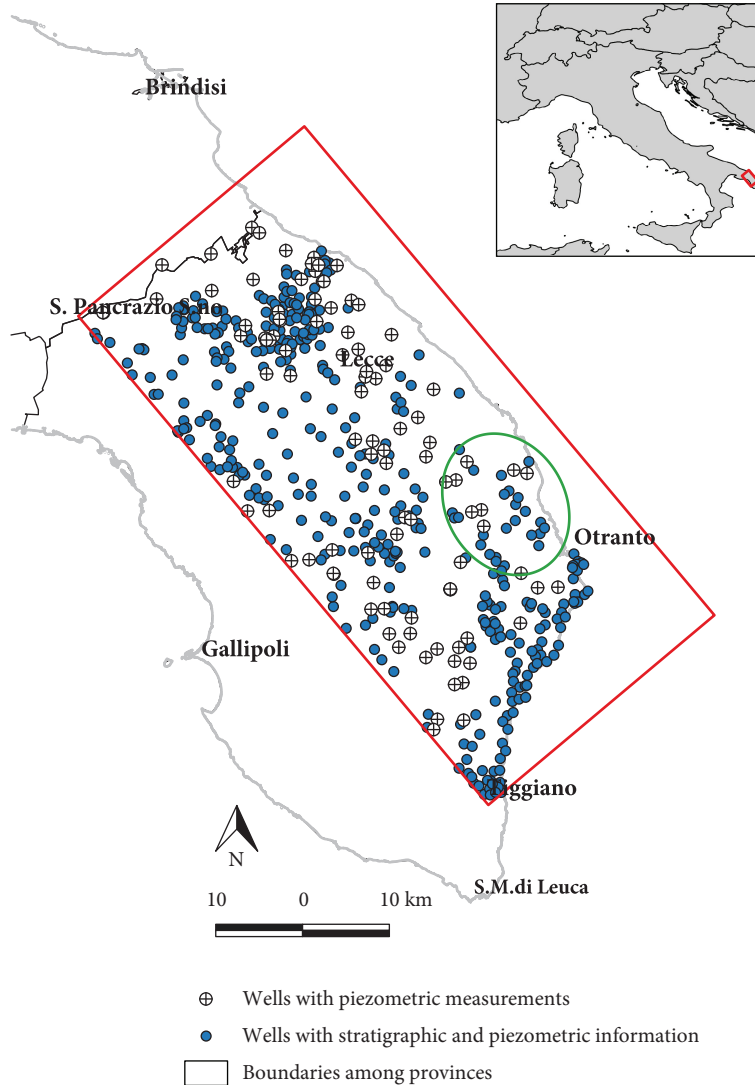 Brindisi
S. Pancrazio S.no
Lecce
Otranto
Gallipoli
Tiggiano
N
S.M.di Leuca
10 0 10 km
Wells with piezometric measurements
Wells with stratigraphic and piezometric information
Boundaries among provinces